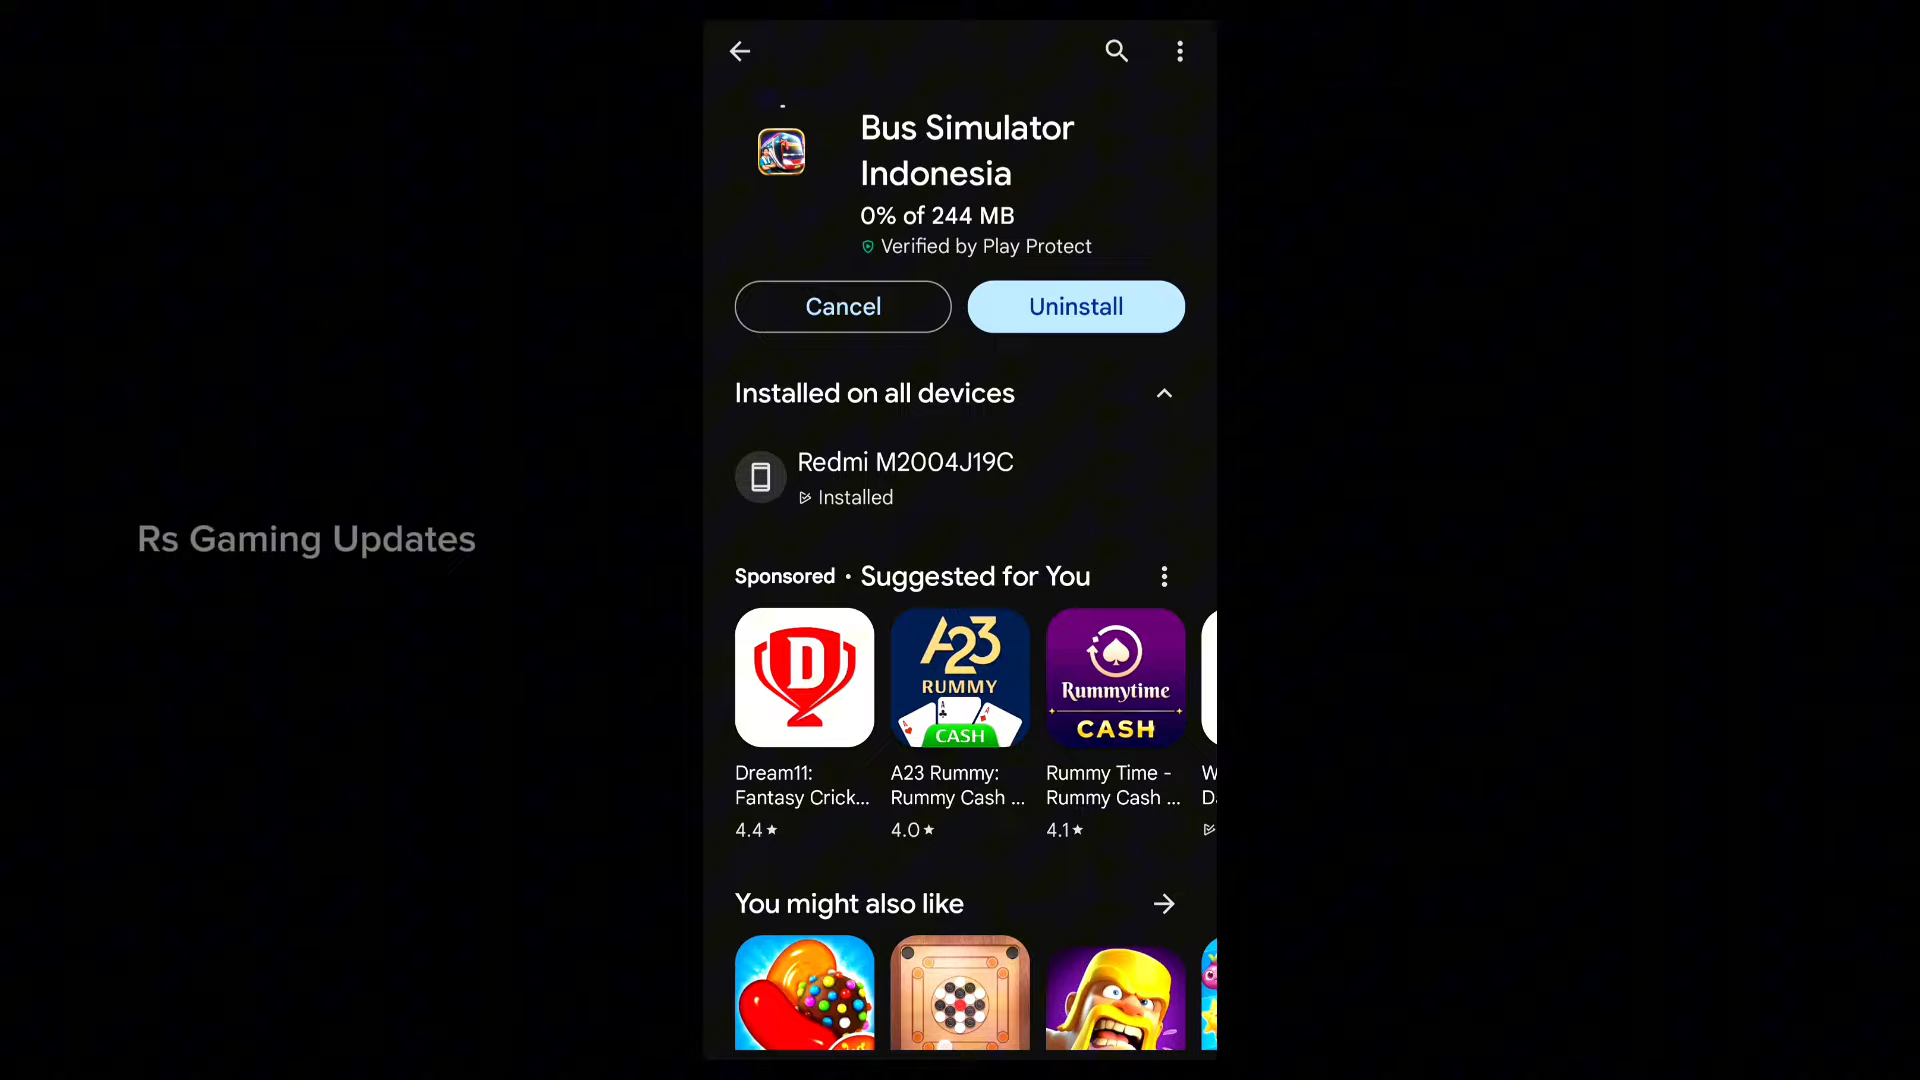 Bus Simulator
Indonesia
0% of 244 MB
Verified by Play Protect
Cancel
Uninstall
Installed on all devices
Redmi M2004J19C
Installed
Rs Gaming Updates
Sponsored • Suggested for You
D
A23
RUMMY
CASH
Rummytime
CASH
Dream11:
Fantasy Crick...
4.4★
A23 Rummy:
Rummy Cash ...
4.0★
Rummy Time -
Rummy Cash ...
4.1★
You might also like